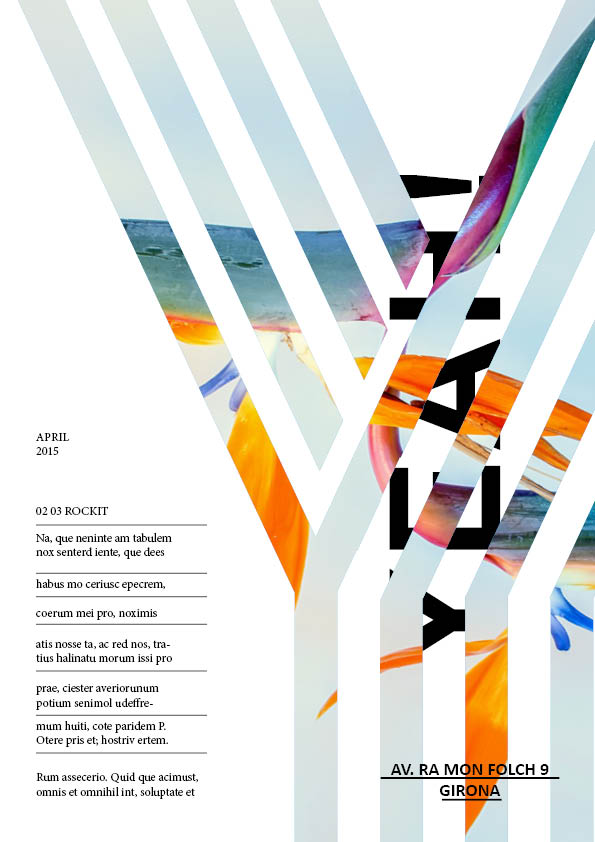 YEAH!
APRIL
2015
02 03 ROCKIT
Na, que neninte am tabulem
nox senterd iente, que dees
habus mo ceriusc epecrem,
coerum mei pro, noximis
atis nosse ta, ac red nos, tra-
tius halinatu morum issi pro
prae, ciester averiorunum
potium senimol udeffre-
mum huiti, cote paridem P.
Otere pris et; hostriv ertem.
Rum assecerio. Quid que acimust,
omnis et omnihil int, soluptate et
AV. RA MON FOLCH 9
GIRONA